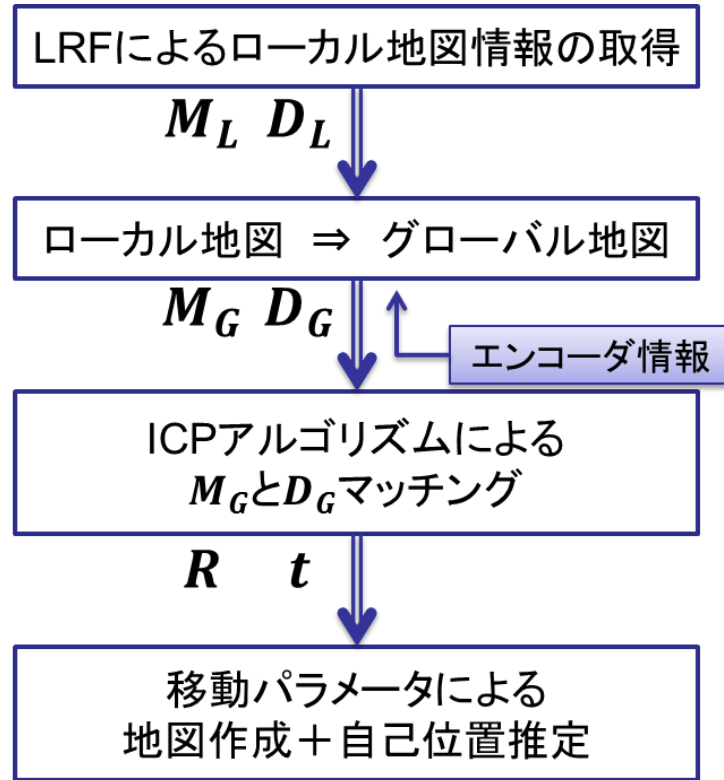 LRFによるローカル地図情報の取得
M_L D_L
ローカル地図 ⇒ グローバル地図
M_G D_G
エンコーダ情報
ICPアルゴリズムによる
M_GとD_Gマッチング
R t
移動パラメータによる
地図作成＋自己位置推定